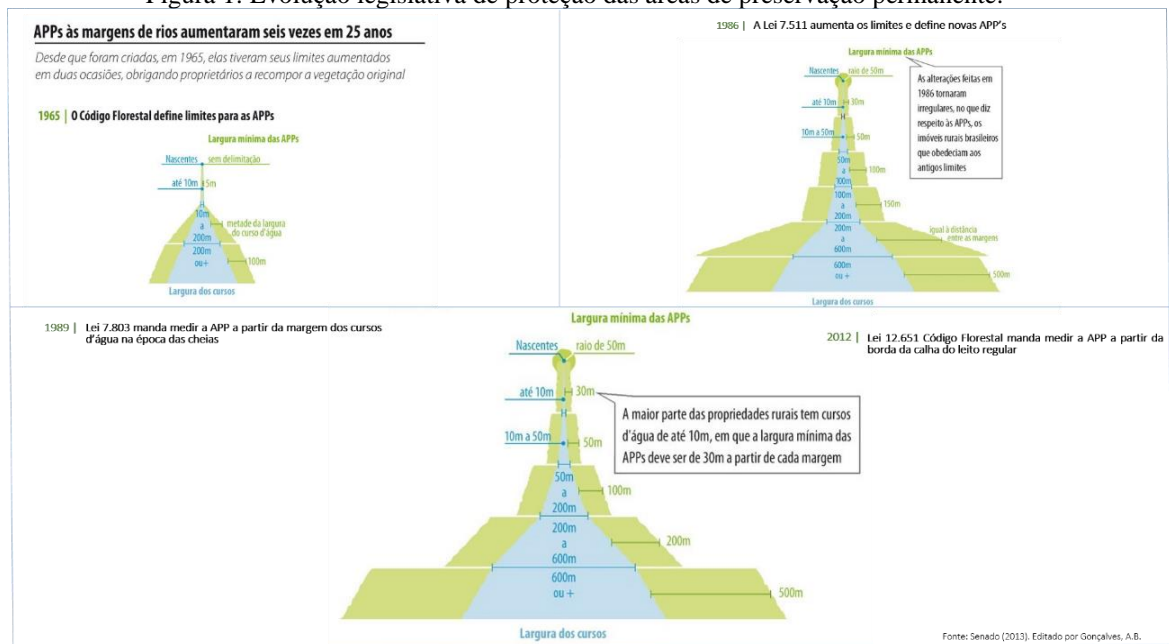 Figura 1: Evolução legislativa de proteção das áreas de preservação permanente.
APPs às margens de rios aumentaram seis vezes em 25 anos
Desde que foram criadas, em 1965, elas tiveram seus limites aumentados
em duas ocasiões, obrigando proprietários a recompor a vegetação original
1965 | O Código Florestal define limites para as APPs
Largura mínima das APPs
Nascentes
sem delimitação
até 10m
5m
10m
a
200m
metade da largura
do curso d'água
200m
ou +
100m
Largura dos cursos
1986 | A Lei 7.511 aumenta os limites e define novas APP's
Largura mínima das APPs
Nascentes
raio de 50m
As alterações feitas em
1986 tornaram
irregulares, no que diz
respeito às APPs, os
imóveis rurais brasileiros
que obedeciam aos
antigos limites
até 10m
30m
10m a 50m
50m
50m
a
100m
100m
100m
a
200m
150m
200m
a
600m
igual à distância
entre as margens
600m
ou +
500m
Largura dos cursos
1989 | Lei 7.803 manda medir a APP a partir da margem dos cursos
d'água na época das cheias
2012 | Lei 12.651 Código Florestal manda medir a APP a partir da
borda da calha do leito regular
Largura mínima das APPs
Nascentes
raio de 50m
até 10m
30m
A maior parte das propriedades rurais tem cursos
d'água de até 10m, em que a largura mínima das
APPs deve ser de 30m a partir de cada margem
10m a 50m
50m
50m
a
200m
100m
200m
a
600m
200m
600m
ou +
500m
Largura dos cursos
Fonte: Senado (2013). Editado por Gonçalves, A.B.